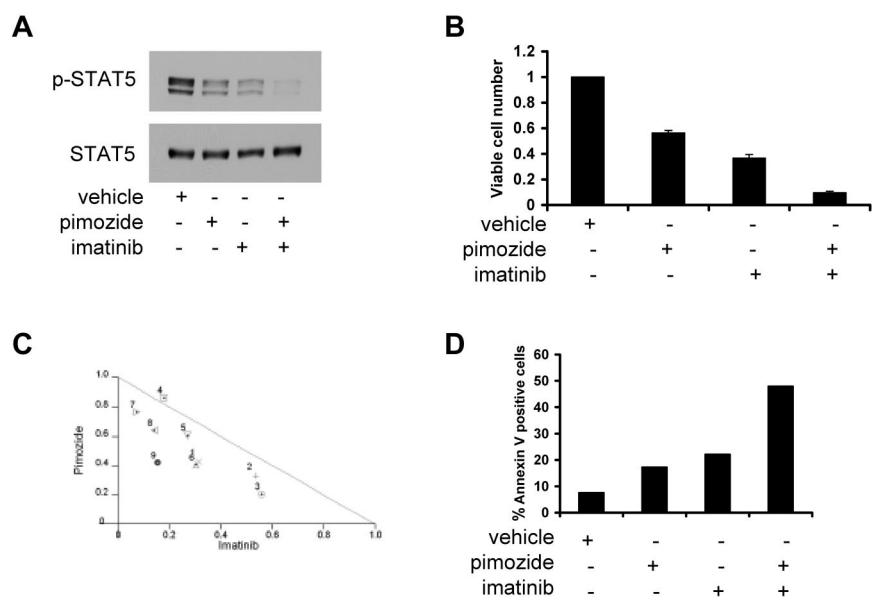 A
p-STAT5
STAT5
vehicle + - - -
pimozide - + - +
imatinib - - + +
B
Viable cell number
1.2
1
0.8
0.6
0.4
0.2
0
vehicle + - - -
pimozide - + - +
imatinib - - + +
C
Pimozide
1.0
0.8
0.6
0.4
0.2
0
4
7
8
5
9
1
6
2
3
0 0.2 0.4 0.6 0.8 1.0
Imatinib
D
% Annexin V positive cells
60
50
40
30
20
10
0
vehicle + - - -
pimozide - + - +
imatinib - - + +